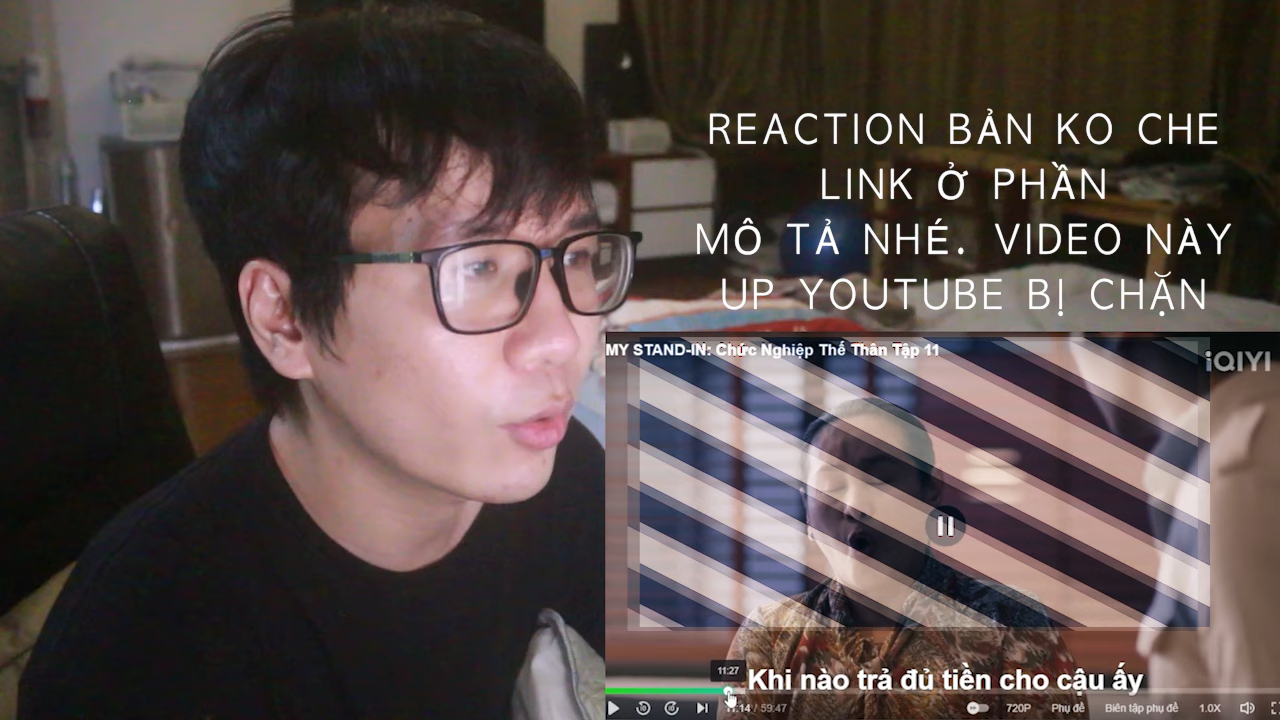 REACTION BẢN KO CHE
LINK Ở PHẦN
MÔ TẢ NHÉ. VIDEO NÀY
UP YOUTUBE BỊ CHẶN
MY STAND-IN: Chức Nghiệp Thế Thân Tập 11
iQIYI
11:27
Khi nào trả đủ tiền cho cậu ấy
11:14 / 59:47
720P Phụ đề Biên tập phụ đề 1.0X